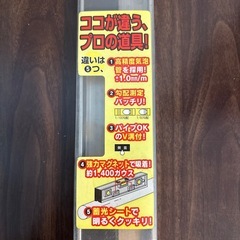 ココが違う、
プロの道具!
違いは
5つ、
1 高精度気泡
管を採用!
±1.0mm/m
2 勾配測定
バッチリ!
3 パイプOK
のV溝付!
4 強力マグネットで吸着!
約1,400ガウス
5 蓄光シートで
明るくクッキリ!